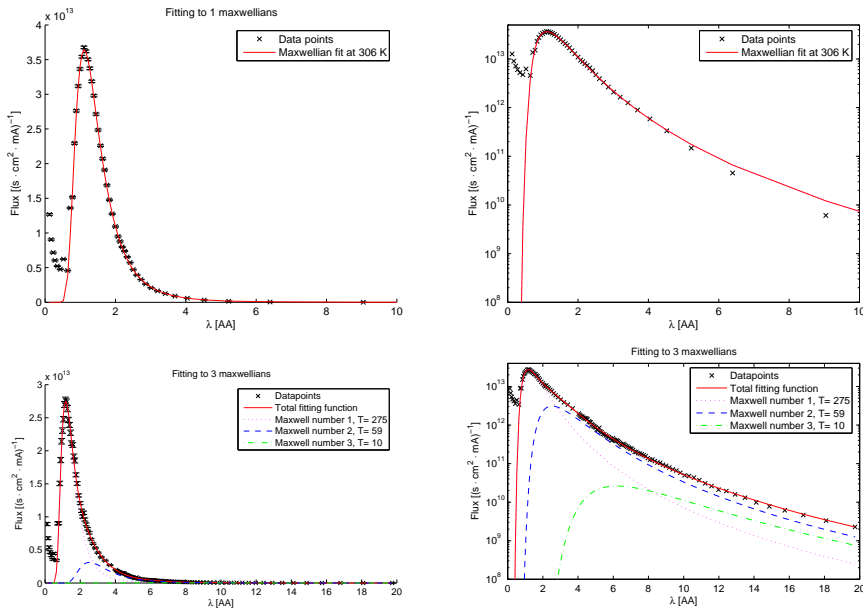 Fitting to 1 maxwellians
x 10^13
4
3.5
3
2.5
2
1.5
1
0.5
0
0 2 4 6 8 10
λ [AA]
Flux [(s · cm² · mA)⁻¹]
Data points
Maxwellian fit at 306 K
10^13
10^12
10^11
10^10
10^9
10^8
0 2 4 6 8 10
λ [AA]
Flux [(s · cm² · mA)⁻¹]
Data points
Maxwellian fit at 306 K
Fitting to 3 maxwellians
x 10^13
3
2.5
2
1.5
1
0.5
0
0 2 4 6 8 10 12 14 16 18 20
λ [AA]
Flux [(s · cm² · mA)⁻¹]
Datapoints
Total fitting function
Maxwell number 1, T= 275
Maxwell number 2, T= 59
Maxwell number 3, T= 10
Fitting to 3 maxwellians
10^13
10^12
10^11
10^10
10^9
10^8
0 2 4 6 8 10 12 14 16 18 20
λ [AA]
Flux [(s · cm² · mA)⁻¹]
Datapoints
Total fitting function
Maxwell number 1, T= 275
Maxwell number 2, T= 59
Maxwell number 3, T= 10